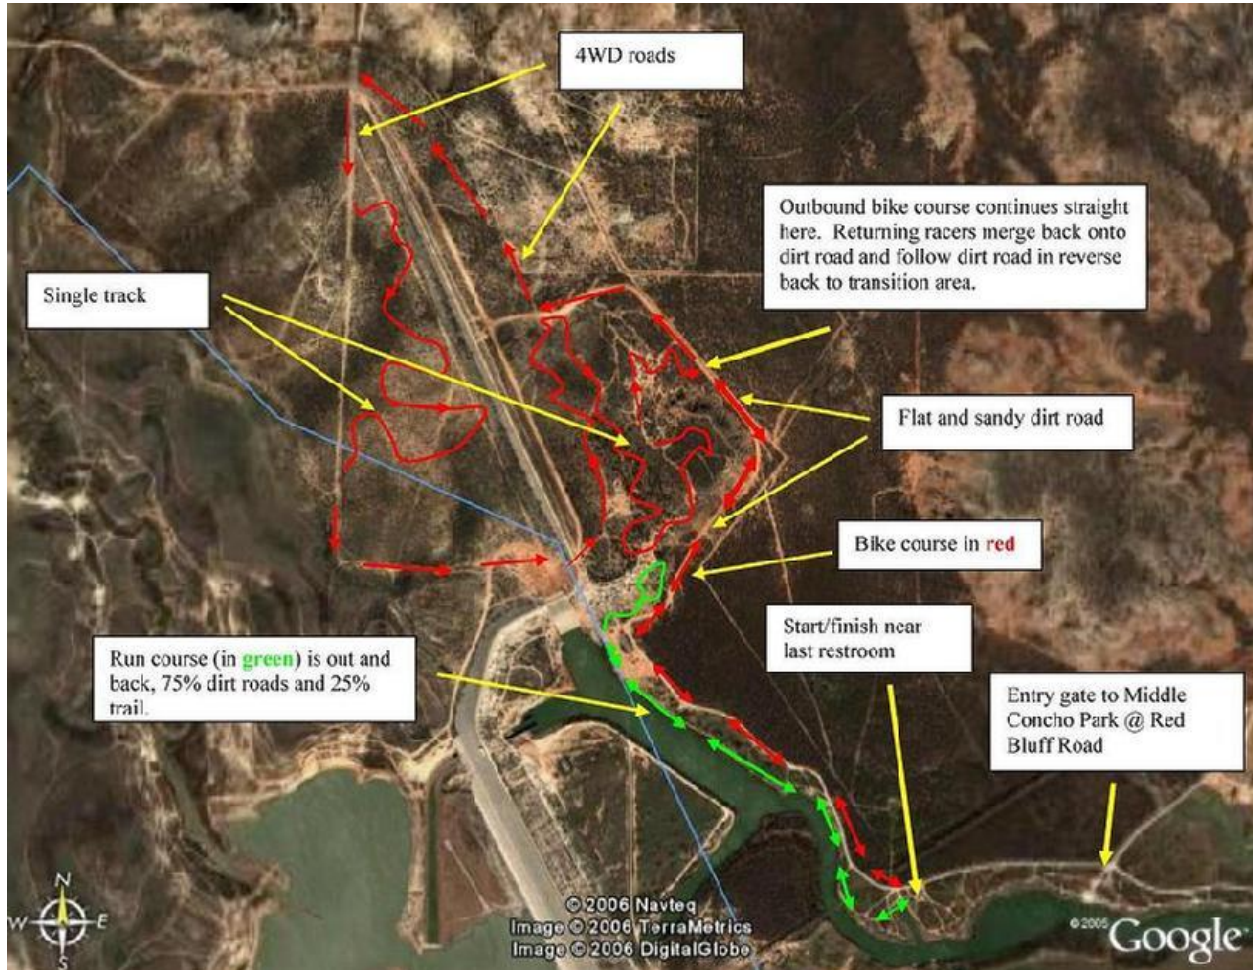 4WD roads
Outbound bike course continues straight
here. Returning racers merge back onto
dirt road and follow dirt road in reverse
back to transition area.
Single track
Flat and sandy dirt road
Bike course in red
Start/finish near
last restroom
Run course (in green) is out and
back, 75% dirt roads and 25%
trail.
Entry gate to Middle
Concho Park @ Red
Bluff Road
N
W E
S
© 2006 Navteq
Image © 2006 TerraMetrics
Image © 2006 DigitalGlobe
©2005 Google